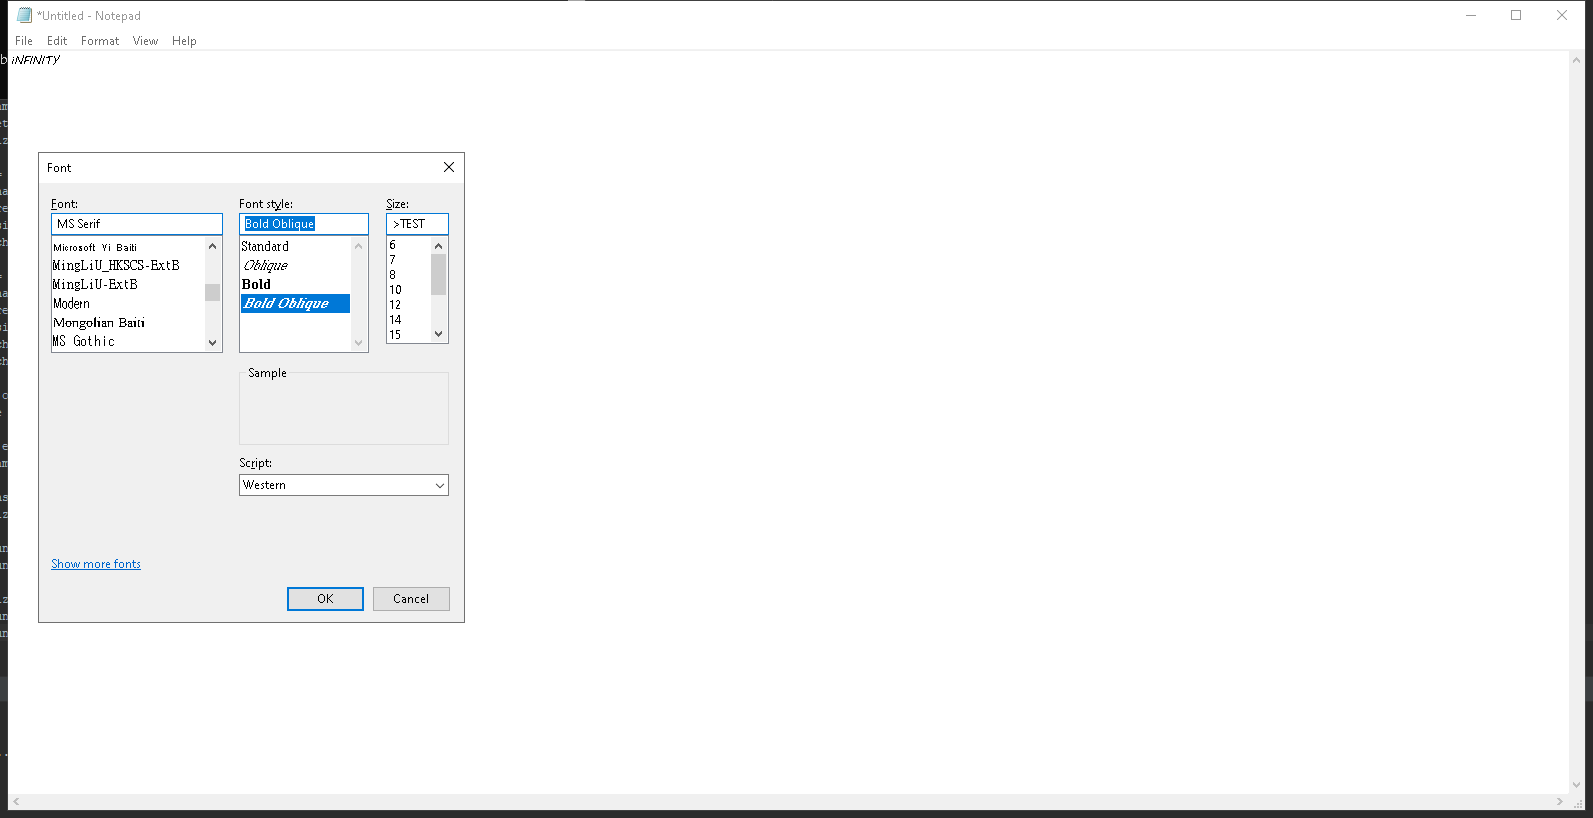 *Untitled - Notepad
File Edit Format View Help
iNFINITY
Font
Font: Font style: Size:
MS Serif Bold Oblique >TEST
Microsoft Yi Baiti
MingLiU_HKSCS-ExtB
MingLiU-ExtB
Modern
Mongolian Baiti
MS Gothic
Standard
Oblique
Bold
Bold Oblique
6
7
8
10
12
14
15
Sample
Script:
Western
Show more fonts
OK Cancel